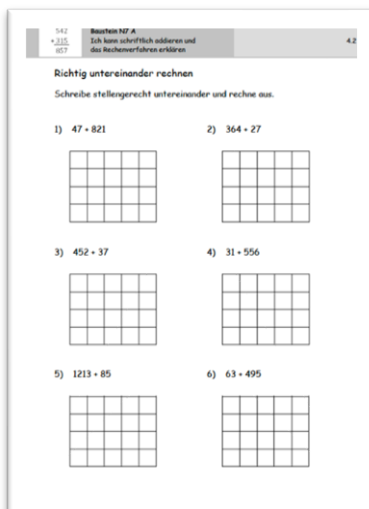 542
+ 315
857
Baustein N7 A
Ich kann schriftlich addieren und
das Rechenverfahren erklären
4.2
Richtig untereinander rechnen
Schreibe stellengerecht untereinander und rechne aus.
1) 47 + 821
2) 364 + 27
3) 452 + 37
4) 31 + 556
5) 1213 + 85
6) 63 + 495